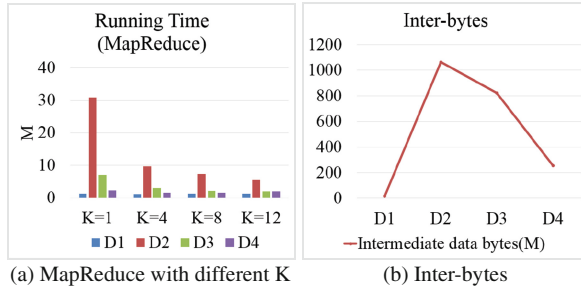 Running Time
(MapReduce)
40
30
20
10
0
M
K=1 K=4 K=8 K=12
D1 D2 D3 D4
(a) MapReduce with different K
Inter-bytes
1200
1000
800
600
400
200
0
D1 D2 D3 D4
Intermediate data bytes(M)
(b) Inter-bytes